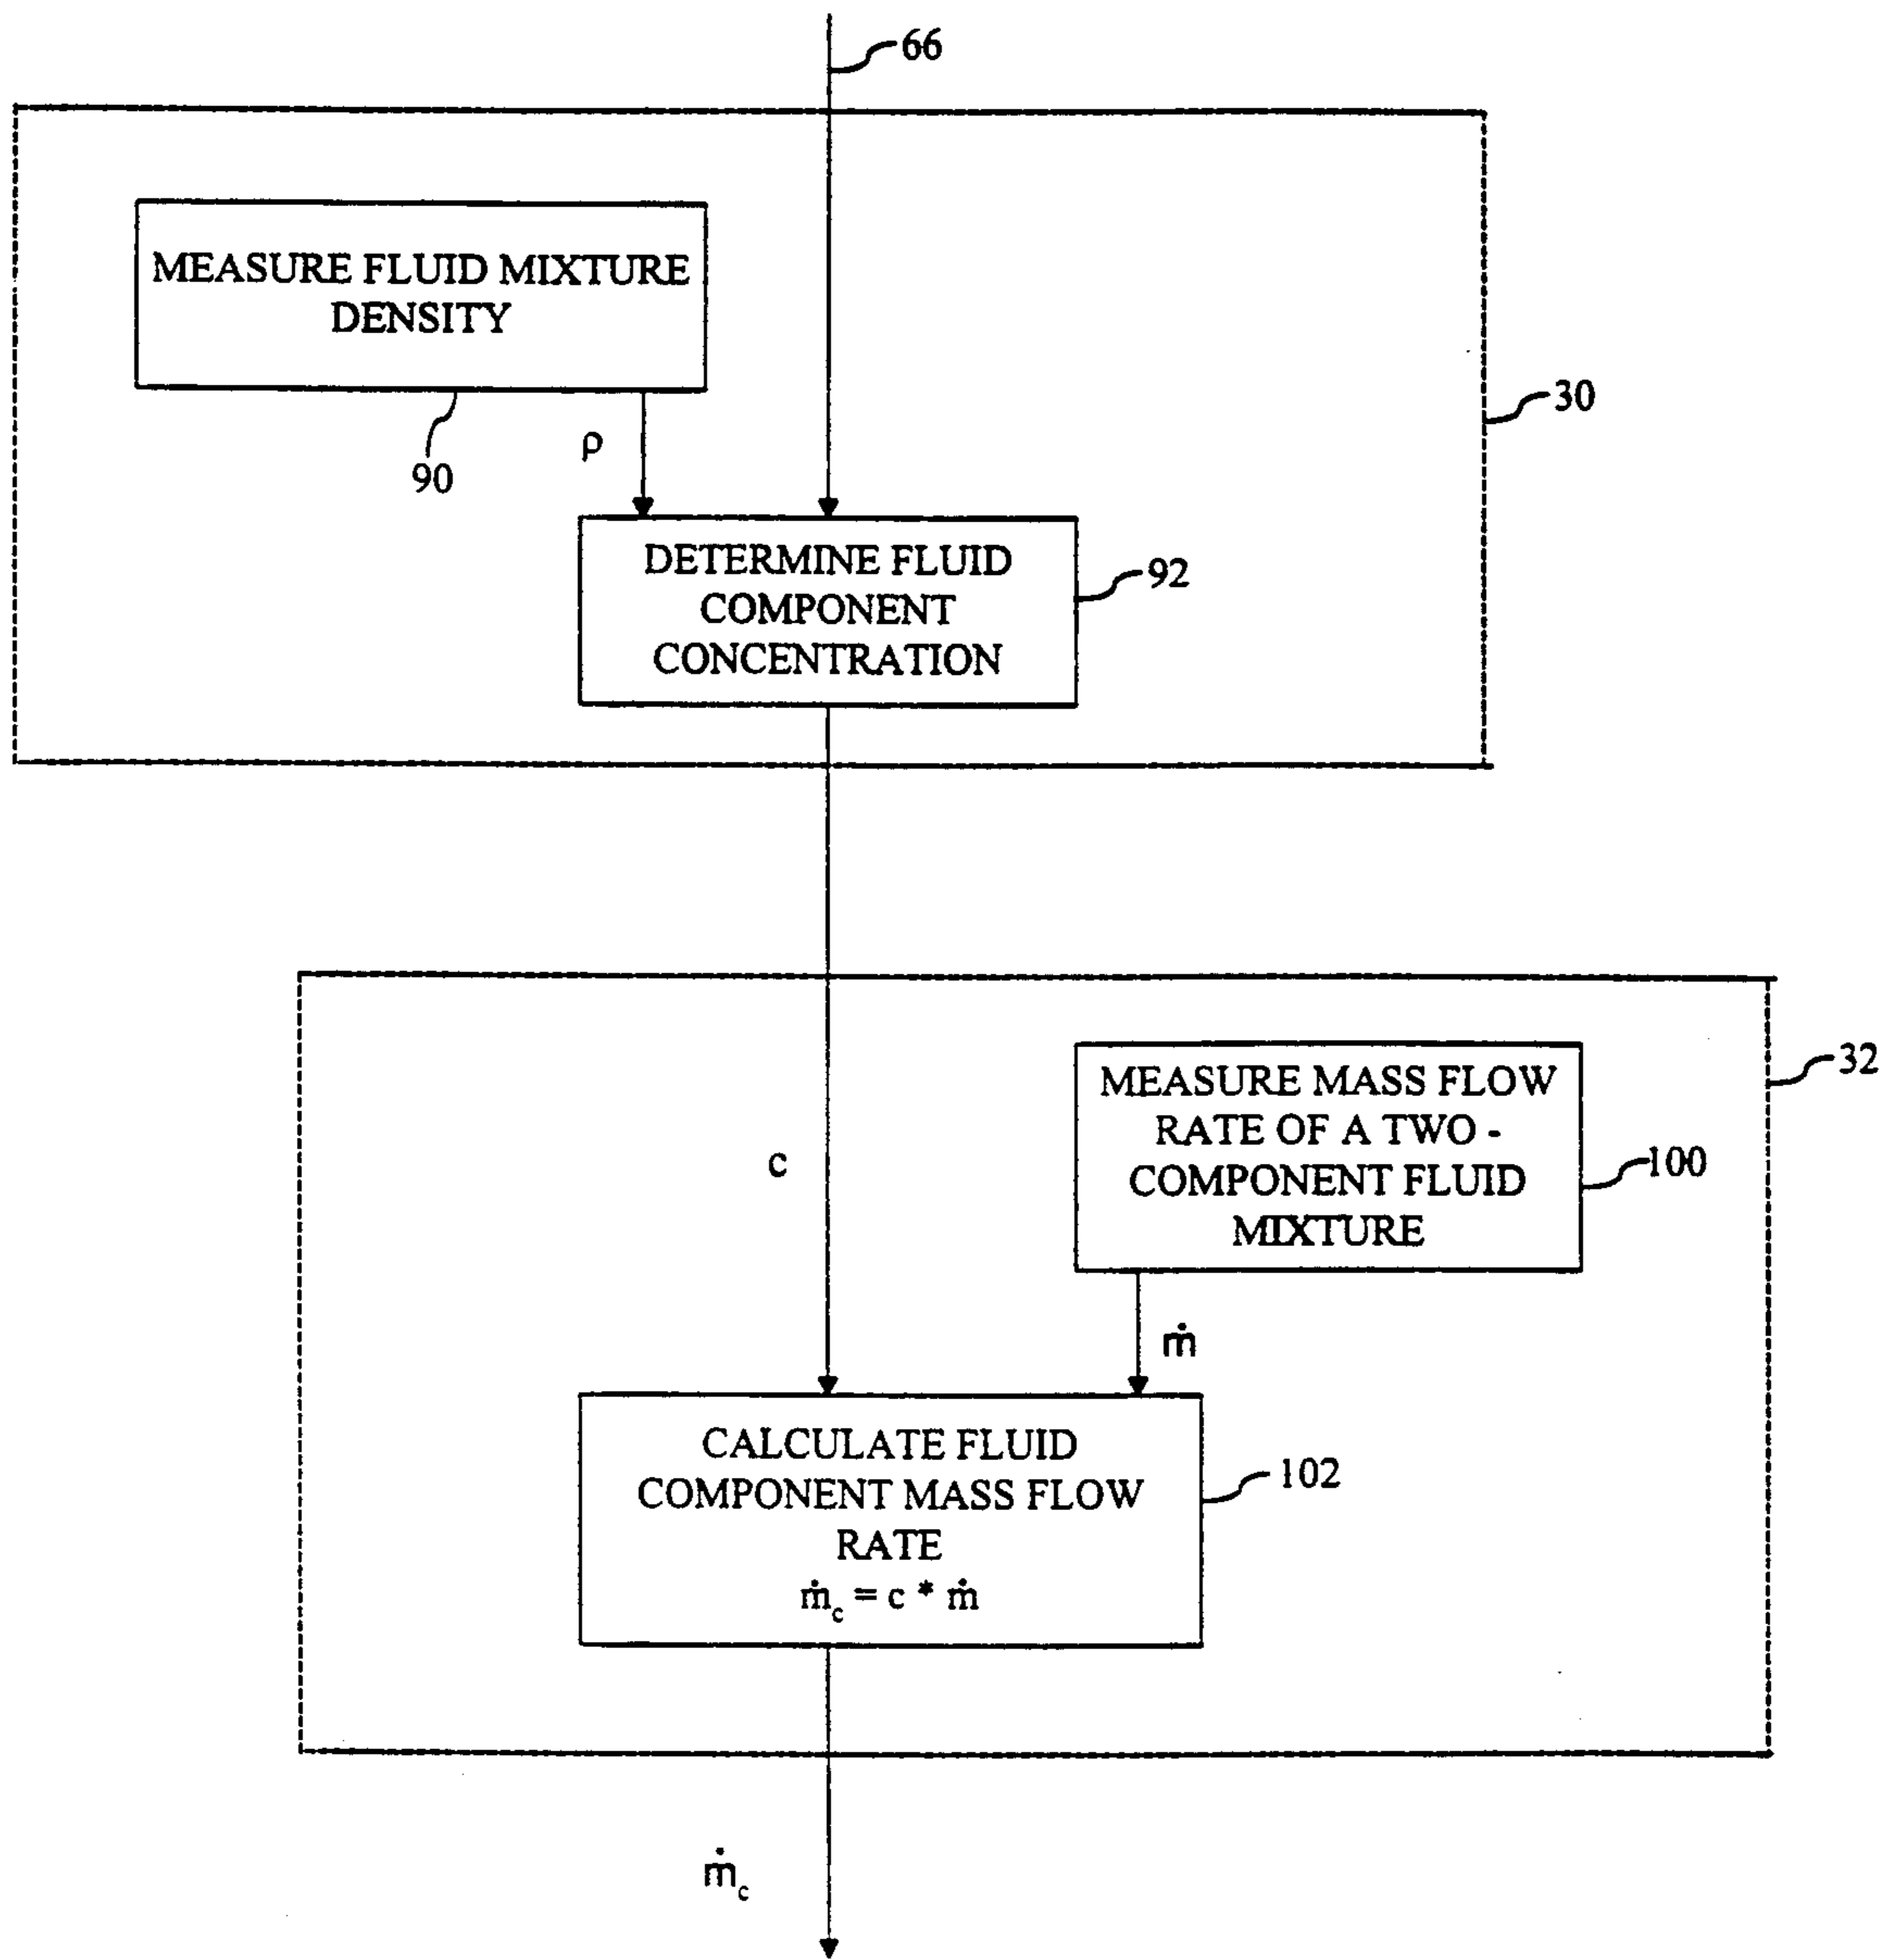 66
MEASURE FLUID MIXTURE
DENSITY
30
ρ
90
DETERMINE FLUID
COMPONENT
CONCENTRATION
92
32
MEASURE MASS FLOW
RATE OF A TWO -
COMPONENT FLUID
MIXTURE
100
c
ṁ
CALCULATE FLUID
COMPONENT MASS FLOW
RATE
ṁc = c * ṁ
102
ṁc